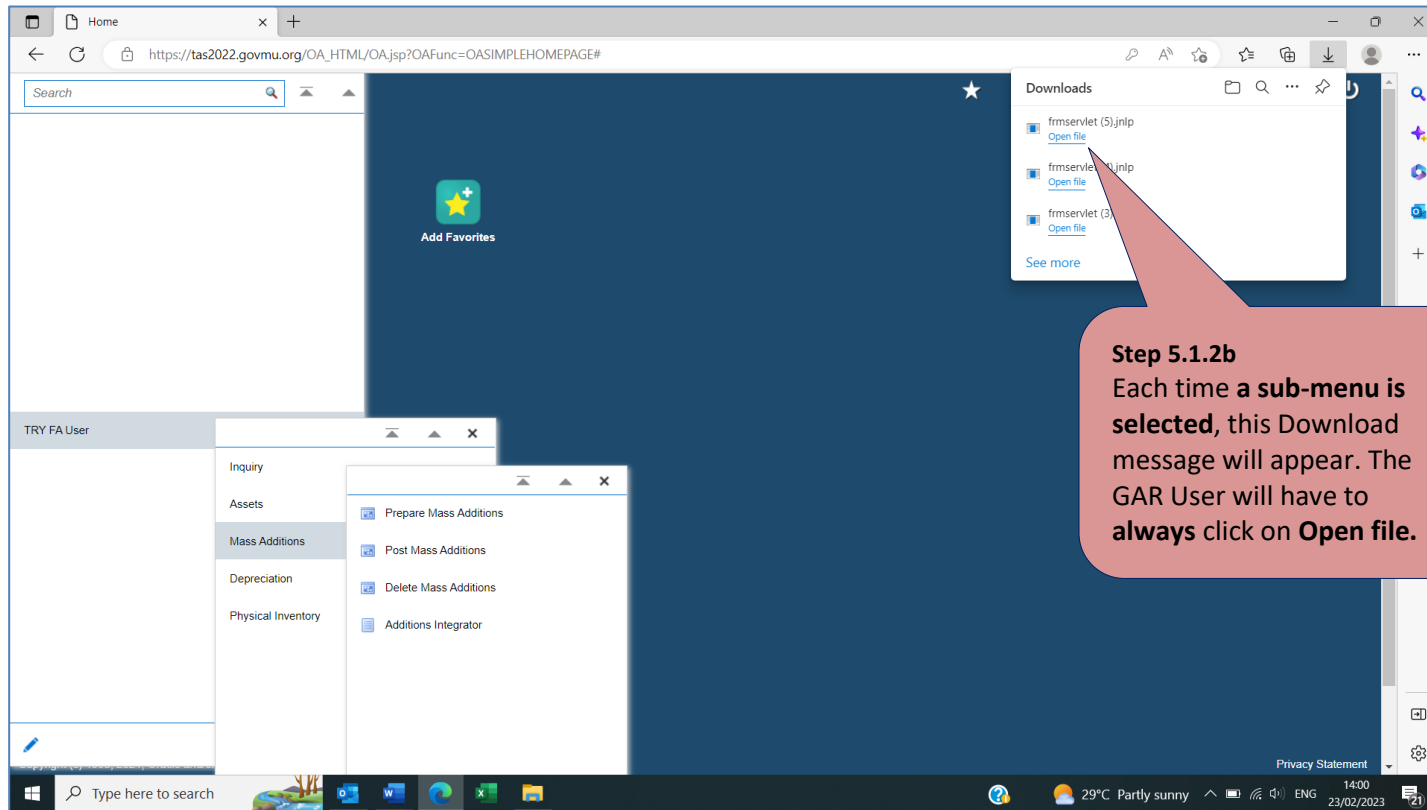 Home
https://tas2022.govmu.org/OA_HTML/OA.jsp?OAFunc=OASIMPLEHOMEPAGE#
Search
Add Favorites
Downloads
frmservlet (5).jnlp
Open file
frmservlet (4).jnlp
Open file
frmservlet (3)
Open file
See more
Step 5.1.2b
Each time a sub-menu is
selected, this Download
message will appear. The
GAR User will have to
always click on Open file.
TRY FA User
Inquiry
Assets
Mass Additions
Depreciation
Physical Inventory
Prepare Mass Additions
Post Mass Additions
Delete Mass Additions
Additions Integrator
Privacy Statement
Type here to search
29°C Partly sunny
ENG
14:00
23/02/2023